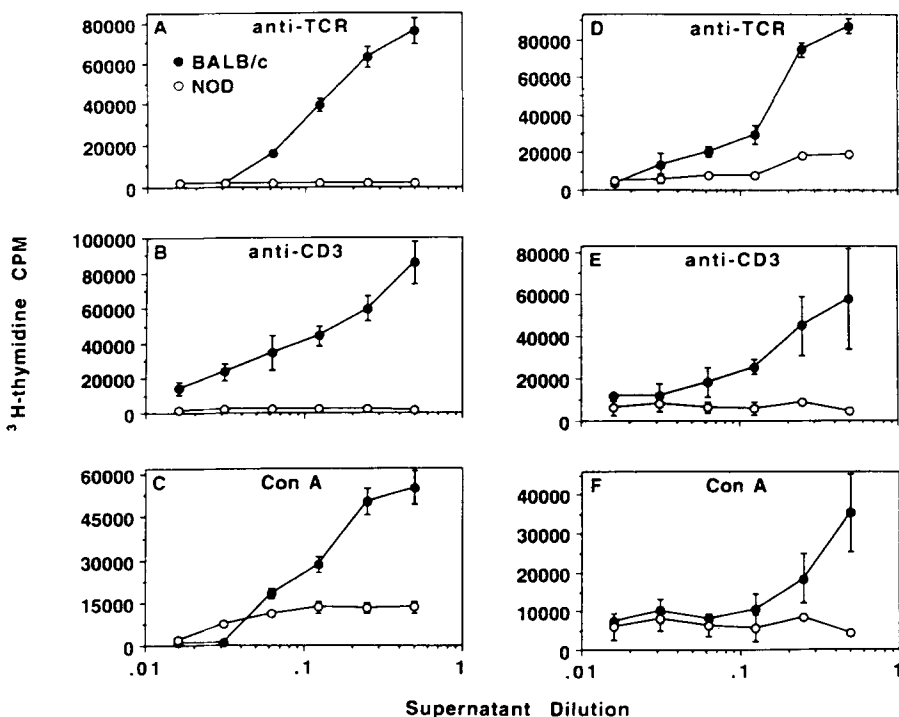 A
anti-TCR
BALB/c
NOD
80000
60000
40000
20000
0
D
anti-TCR
80000
60000
40000
20000
0
³H-thymidine CPM
B
anti-CD3
100000
80000
60000
40000
20000
0
E
anti-CD3
80000
60000
40000
20000
0
C
Con A
60000
45000
30000
15000
0
.01
.1
1
F
Con A
40000
30000
20000
10000
0
.01
.1
1
Supernatant Dilution